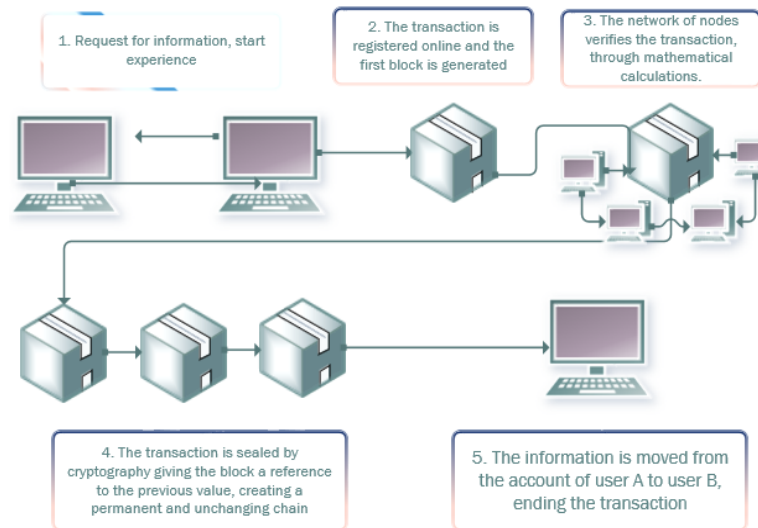 1. Request for information, start
experience
2. The transaction is
registered online and the
first block is generated
3. The network of nodes
verifies the transaction,
through mathematical
calculations.
4. The transaction is sealed by
cryptography giving the block a reference
to the previous value, creating a
permanent and unchanging chain
5. The information is moved from
the account of user A to user B,
ending the transaction